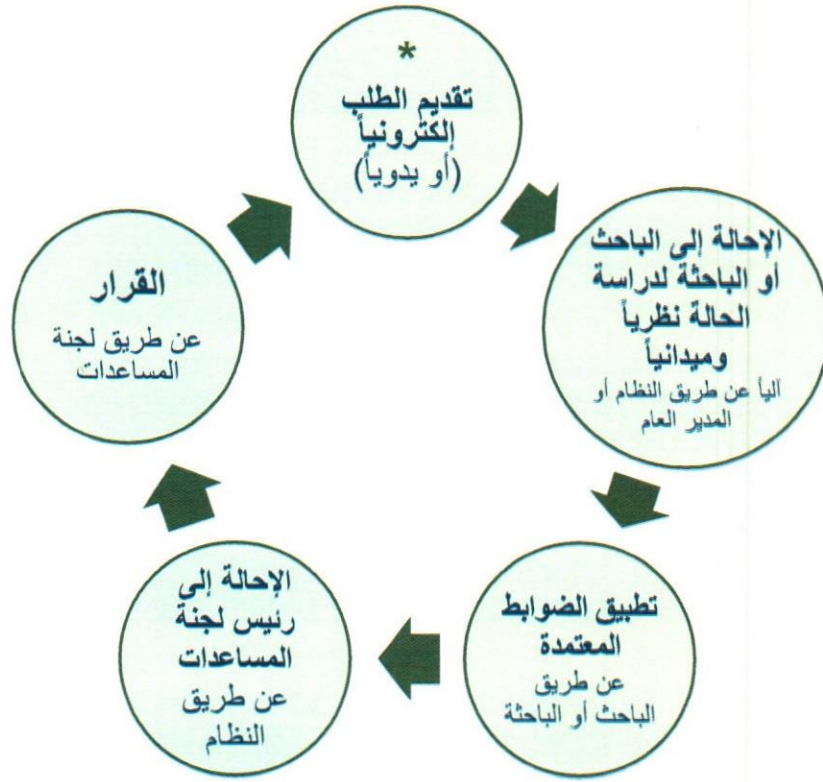 *
تقديم الطلب
إلكترونياً
(أو يدوياً)
الإحالة إلى الباحث
أو الباحثة لدراسة
الحالة نظرياً
وميدانياً
آلياً عن طريق النظام أو
المدير العام
تطبيق الضوابط
المعتمدة
عن طريق
الباحث أو الباحثة
الإحالة إلى
رئيس لجنة
المساعدات
عن طريق
النظام
القرار
عن طريق لجنة
المساعدات